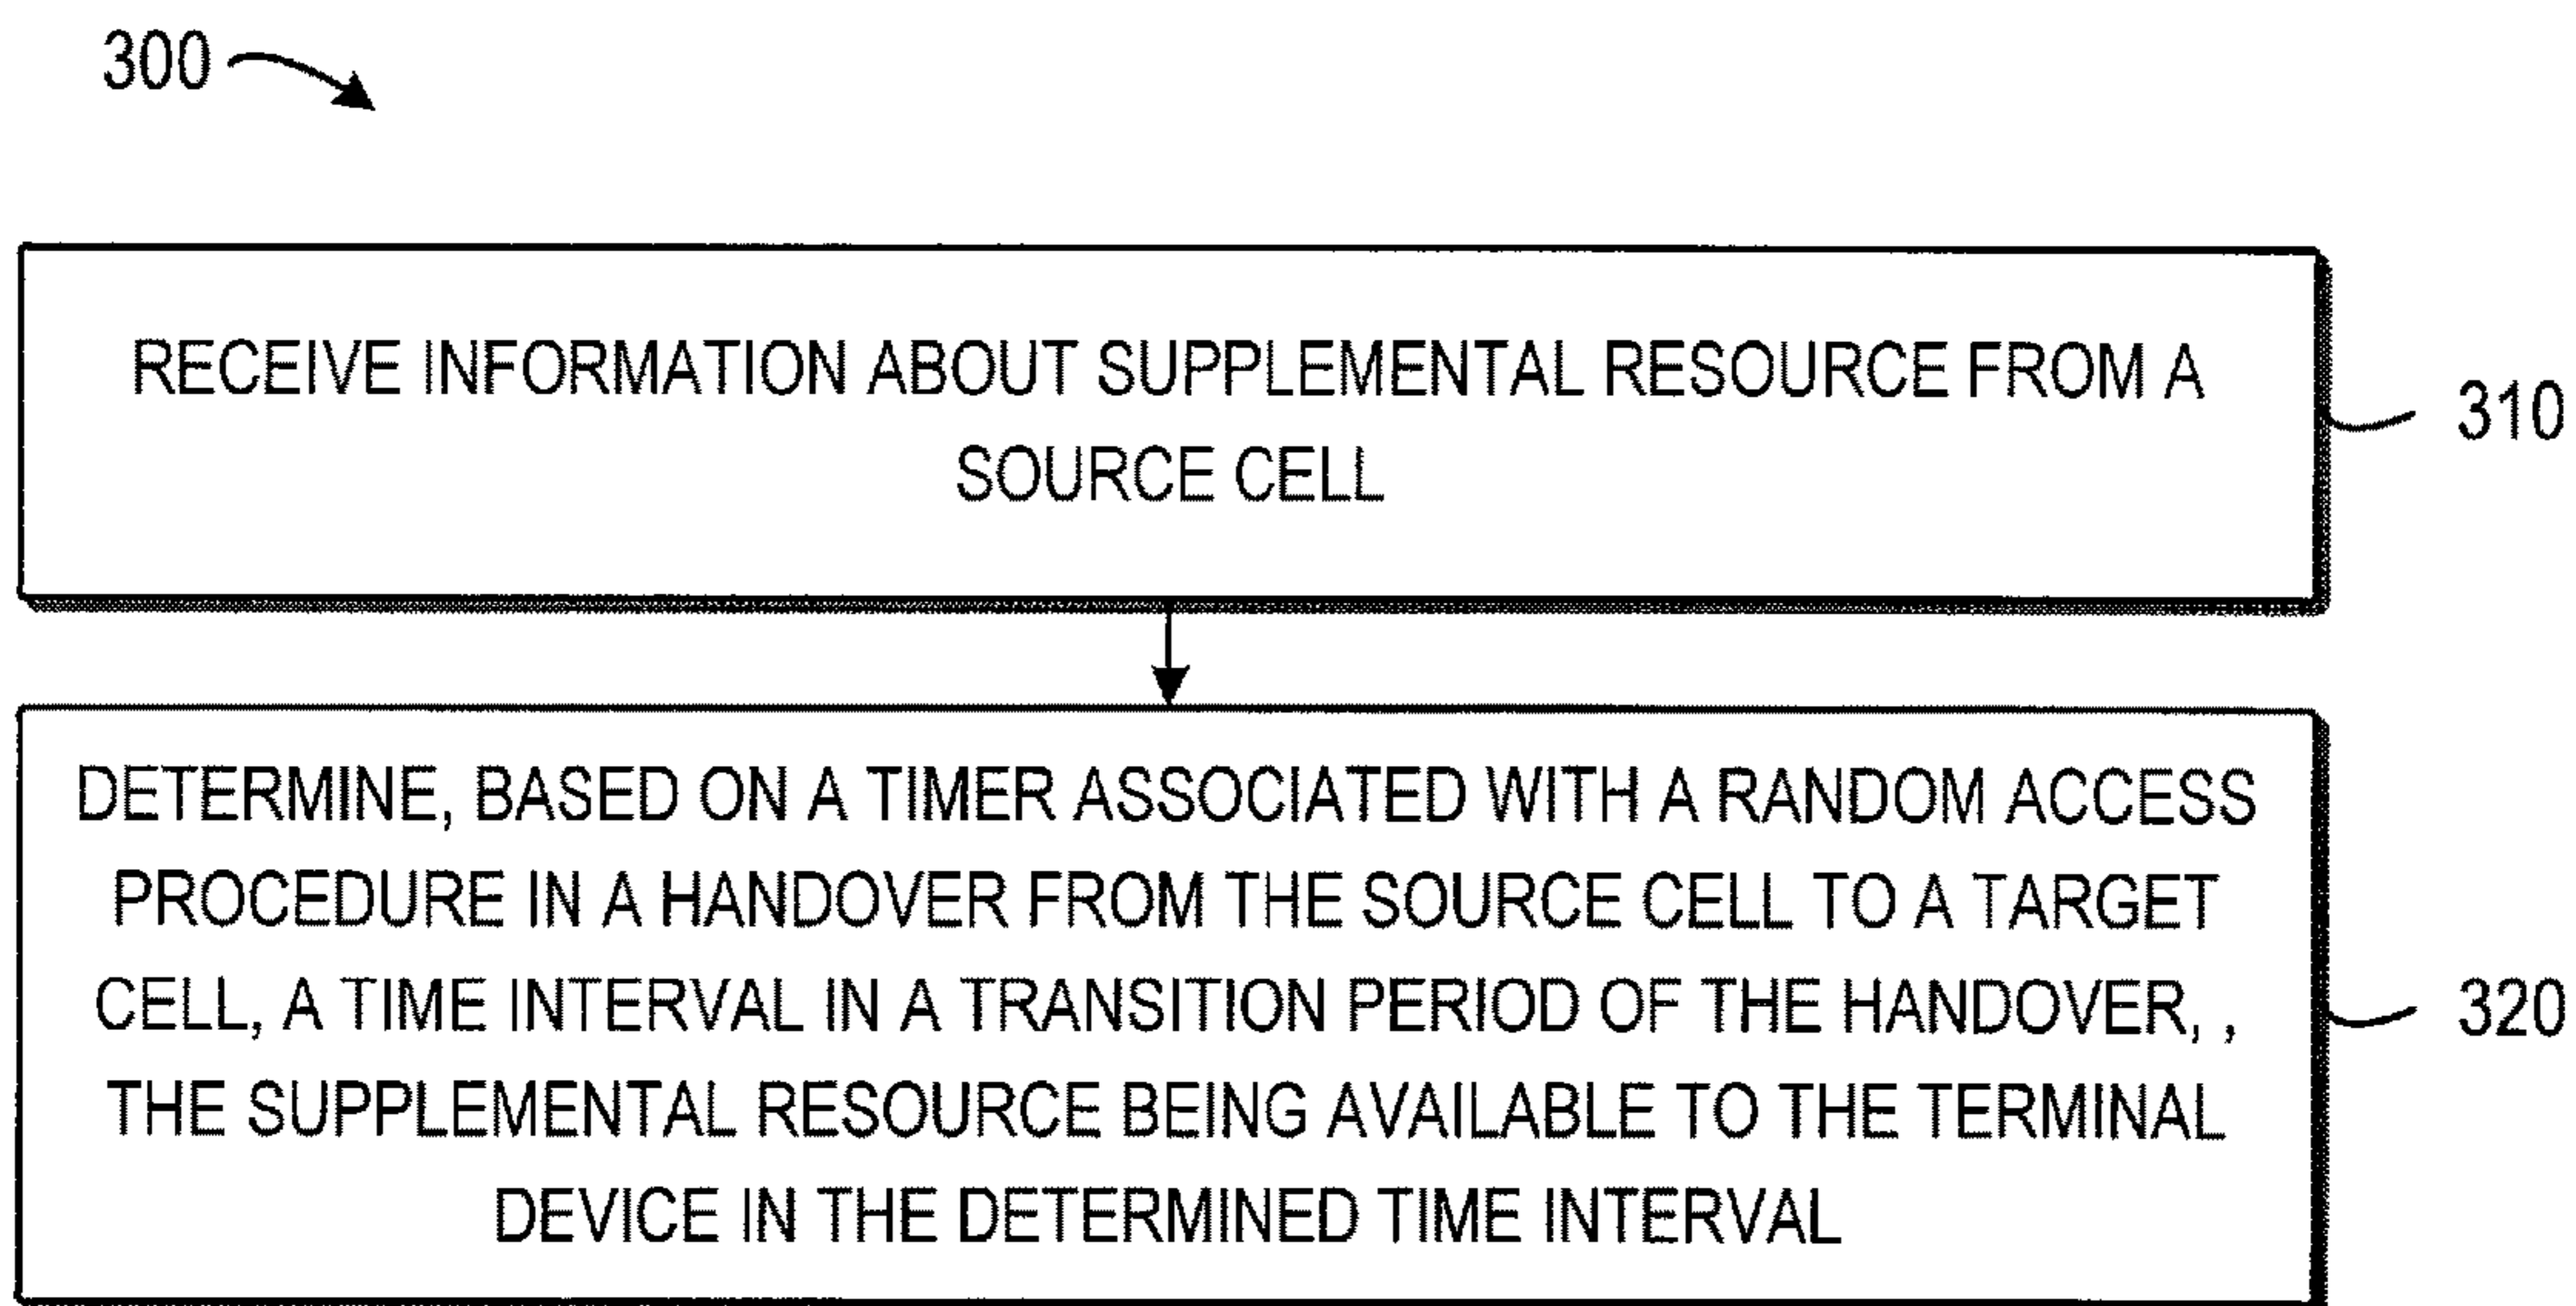 300
RECEIVE INFORMATION ABOUT SUPPLEMENTAL RESOURCE FROM A
SOURCE CELL
310
DETERMINE, BASED ON A TIMER ASSOCIATED WITH A RANDOM ACCESS
PROCEDURE IN A HANDOVER FROM THE SOURCE CELL TO A TARGET
CELL, A TIME INTERVAL IN A TRANSITION PERIOD OF THE HANDOVER, ,
THE SUPPLEMENTAL RESOURCE BEING AVAILABLE TO THE TERMINAL
DEVICE IN THE DETERMINED TIME INTERVAL
320